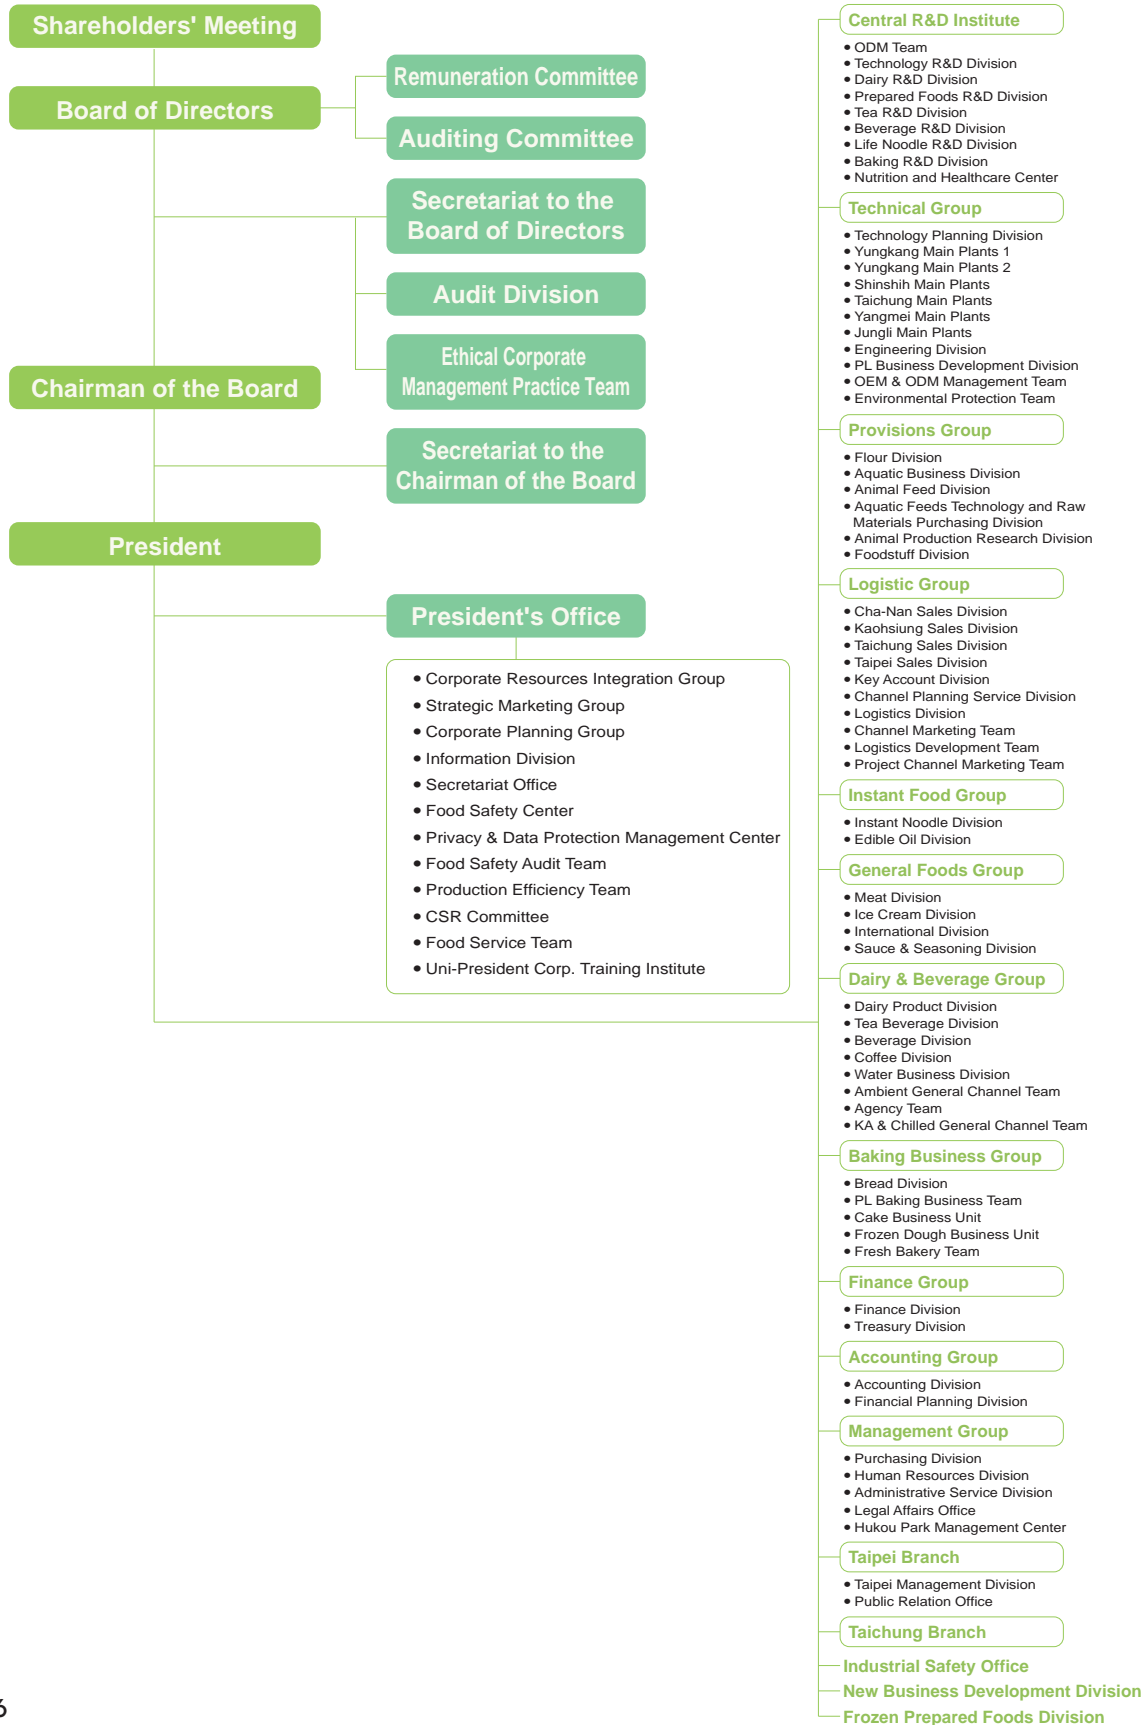 Shareholders' Meeting
Board of Directors
Remuneration Committee
Auditing Committee
Secretariat to the
Board of Directors
Audit Division
Ethical Corporate
Management Practice Team
Chairman of the Board
Secretariat to the
Chairman of the Board
President
President's Office
• Corporate Resources Integration Group
• Strategic Marketing Group
• Corporate Planning Group
• Information Division
• Secretariat Office
• Food Safety Center
• Privacy & Data Protection Management Center
• Food Safety Audit Team
• Production Efficiency Team
• CSR Committee
• Food Service Team
• Uni-President Corp. Training Institute
Central R&D Institute
• ODM Team
• Technology R&D Division
• Dairy R&D Division
• Prepared Foods R&D Division
• Tea R&D Division
• Beverage R&D Division
• Life Noodle R&D Division
• Baking R&D Division
• Nutrition and Healthcare Center
Technical Group
• Technology Planning Division
• Yungkang Main Plants 1
• Yungkang Main Plants 2
• Shinshih Main Plants
• Taichung Main Plants
• Yangmei Main Plants
• Jungli Main Plants
• Engineering Division
• PL Business Development Division
• OEM & ODM Management Team
• Environmental Protection Team
Provisions Group
• Flour Division
• Aquatic Business Division
• Animal Feed Division
• Aquatic Feeds Technology and Raw
Materials Purchasing Division
• Animal Production Research Division
• Foodstuff Division
Logistic Group
• Cha-Nan Sales Division
• Kaohsiung Sales Division
• Taichung Sales Division
• Taipei Sales Division
• Key Account Division
• Channel Planning Service Division
• Logistics Division
• Channel Marketing Team
• Logistics Development Team
• Project Channel Marketing Team
Instant Food Group
• Instant Noodle Division
• Edible Oil Division
General Foods Group
• Meat Division
• Ice Cream Division
• International Division
• Sauce & Seasoning Division
Dairy & Beverage Group
• Dairy Product Division
• Tea Beverage Division
• Beverage Division
• Coffee Division
• Water Business Division
• Ambient General Channel Team
• Agency Team
• KA & Chilled General Channel Team
Baking Business Group
• Bread Division
• PL Baking Business Team
• Cake Business Unit
• Frozen Dough Business Unit
• Fresh Bakery Team
Finance Group
• Finance Division
• Treasury Division
Accounting Group
• Accounting Division
• Financial Planning Division
Management Group
• Purchasing Division
• Human Resources Division
• Administrative Service Division
• Legal Affairs Office
• Hukou Park Management Center
Taipei Branch
• Taipei Management Division
• Public Relation Office
Taichung Branch
Industrial Safety Office
New Business Development Division
Frozen Prepared Foods Division